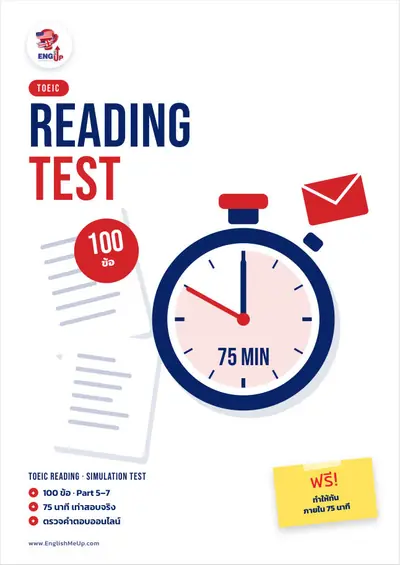 ENGUP
TOEIC
READING
TEST
100
ข้อ
75 MIN
TOEIC READING · SIMULATION TEST
100 ข้อ · Part 5–7
75 นาที เท่าสอบจริง
ตรวจคำตอบออนไลน์
ฟรี!
ทำให้ทัน
ภายใน 75 นาที
www.EnglishMeUp.com